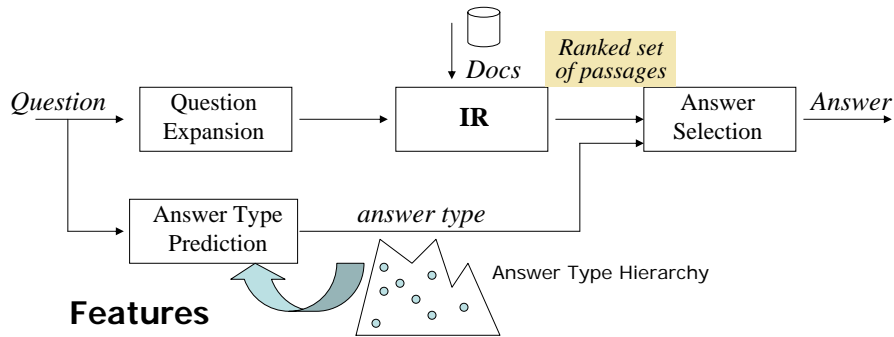 Ranked set
of passages
Docs
Question
Question
Expansion
IR
Answer
Selection
Answer
Answer Type
Prediction
answer type
Answer Type Hierarchy
Features